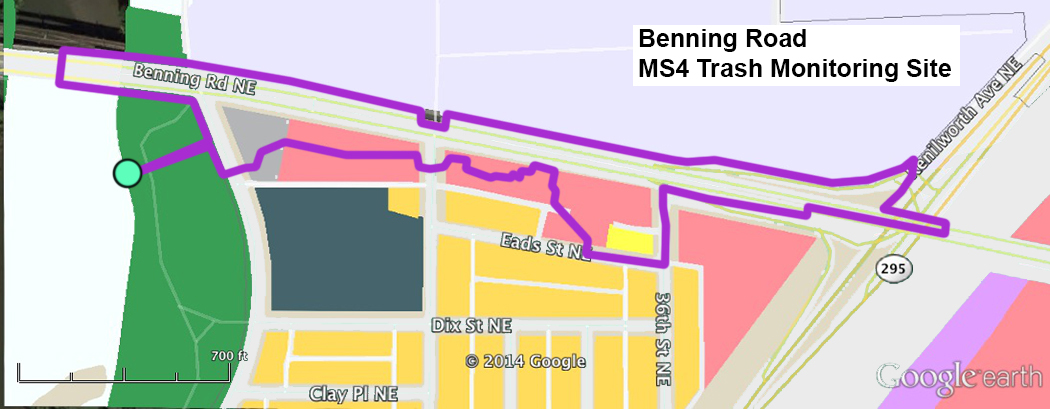 Benning Road
MS4 Trash Monitoring Site
Benning Rd NE
Kenilworth Ave NE
Eads St NE
295
36th St NE
Dix St NE
700 ft
© 2014 Google
Clay Pl NE
Google earth